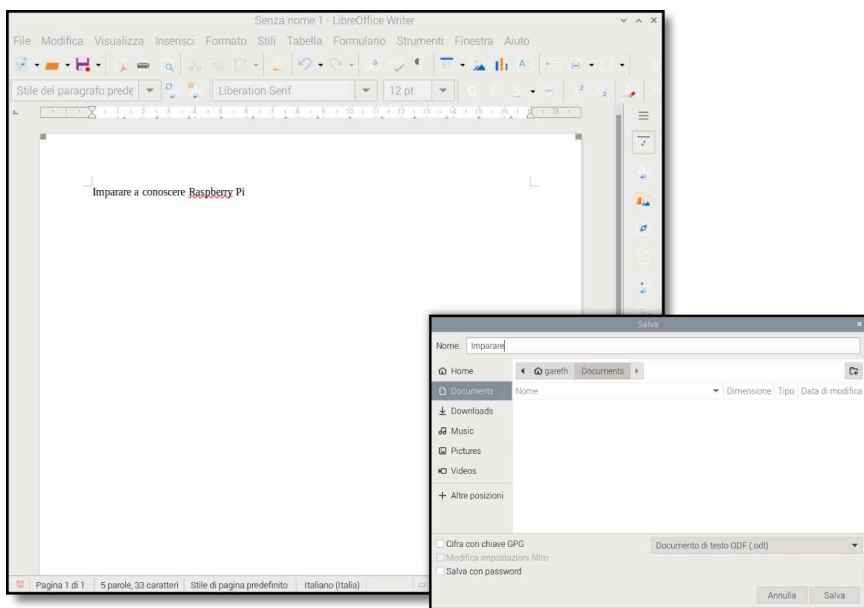 Senza nome 1 - LibreOffice Writer
File Modifica Visualizza Inserisci Formato Stili Tabella Formulario Strumenti Finestra Aiuto
Stile del paragrafo prede Liberation Serif 12 pt G C S
Imparare a conoscere Raspberry Pi
Pagina 1 di 1 5 parole, 33 caratteri Stile di pagina predefinito Italiano (Italia)
Salva
Nome: Imparare
Home gareth Documents
Documents Nome Dimensione Tipo Data di modifica
Downloads
Music
Pictures
Videos
+ Altre posizioni
Cifra con chiave GPG Documento di testo ODF (.odt)
Modifica impostazioni filtro
Salva con password
Annulla Salva